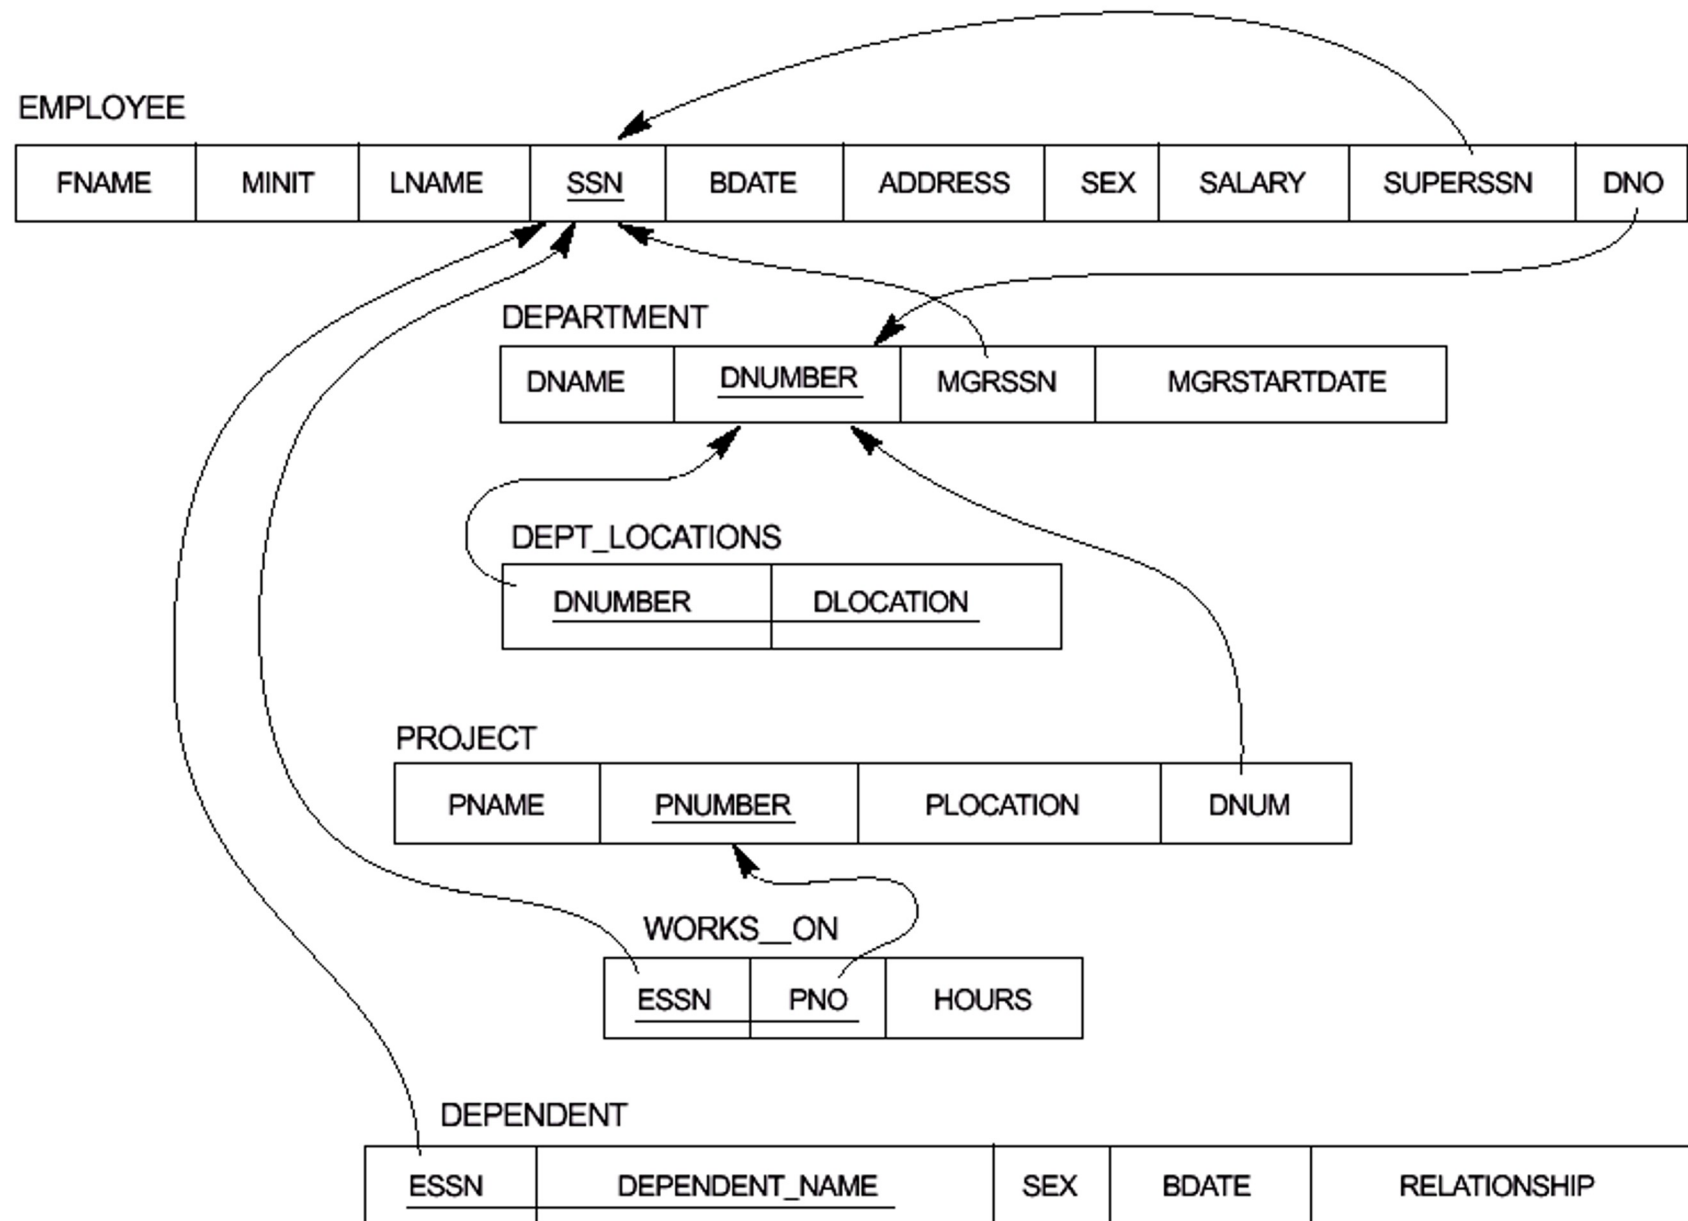 EMPLOYEE
FNAME MINIT LNAME SSN BDATE ADDRESS SEX SALARY SUPERSSN DNO
DEPARTMENT
DNAME DNUMBER MGRSSN MGRSTARTDATE
DEPT_LOCATIONS
DNUMBER DLOCATION
PROJECT
PNAME PNUMBER PLOCATION DNUM
WORKS__ON
ESSN PNO HOURS
DEPENDENT
ESSN DEPENDENT_NAME SEX BDATE RELATIONSHIP